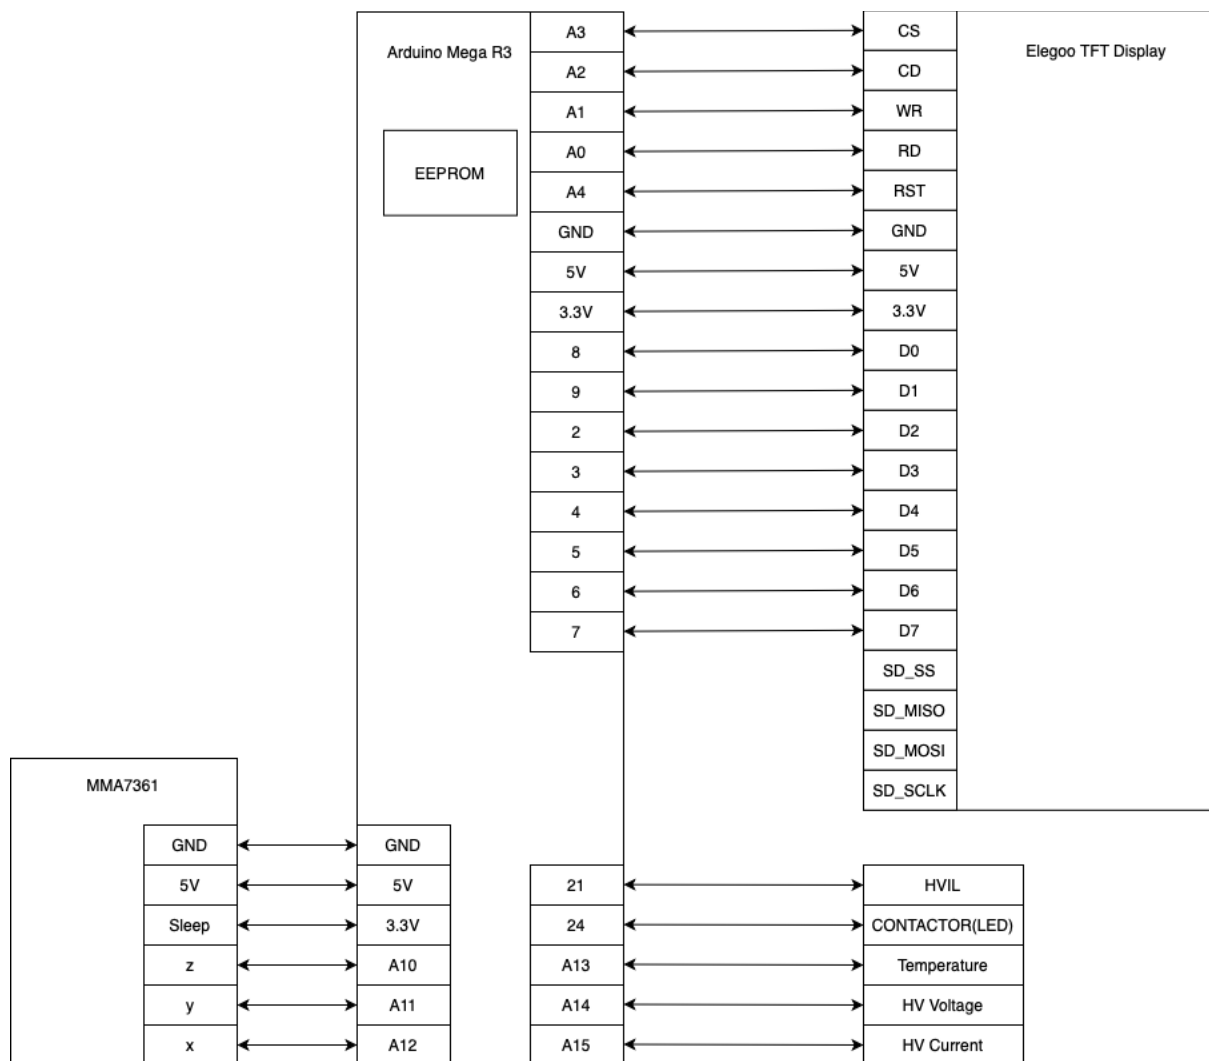 Arduino Mega R3
EEPROM
A3
A2
A1
A0
A4
GND
5V
3.3V
8
9
2
3
4
5
6
7
Elegoo TFT Display
CS
CD
WR
RD
RST
GND
5V
3.3V
D0
D1
D2
D3
D4
D5
D6
D7
SD_SS
SD_MISO
SD_MOSI
SD_SCLK
MMA7361
GND
5V
Sleep
z
y
x
GND
5V
3.3V
A10
A11
A12
21
24
A13
A14
A15
HVIL
CONTACTOR(LED)
Temperature
HV Voltage
HV Current